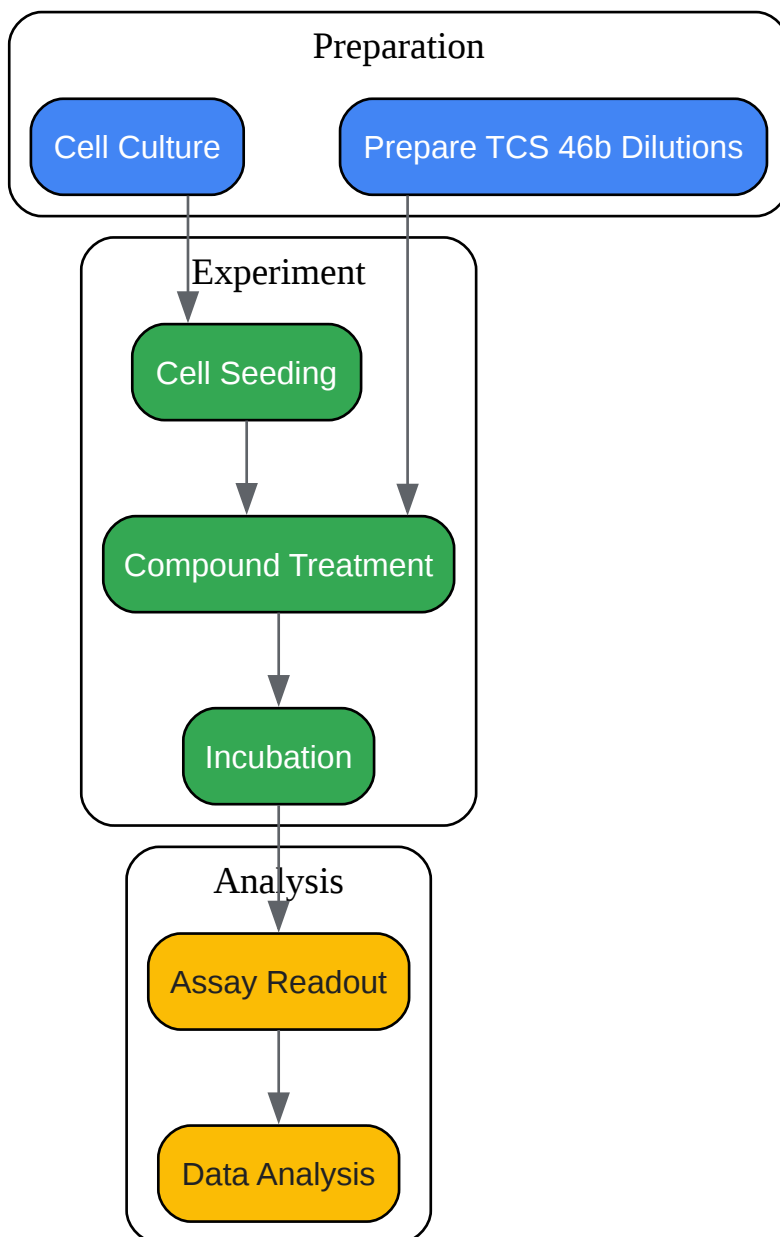 Preparation
Cell Culture
Prepare TCS 46b Dilutions
Experiment
Cell Seeding
Compound Treatment
Incubation
Analysis
Assay Readout
Data Analysis